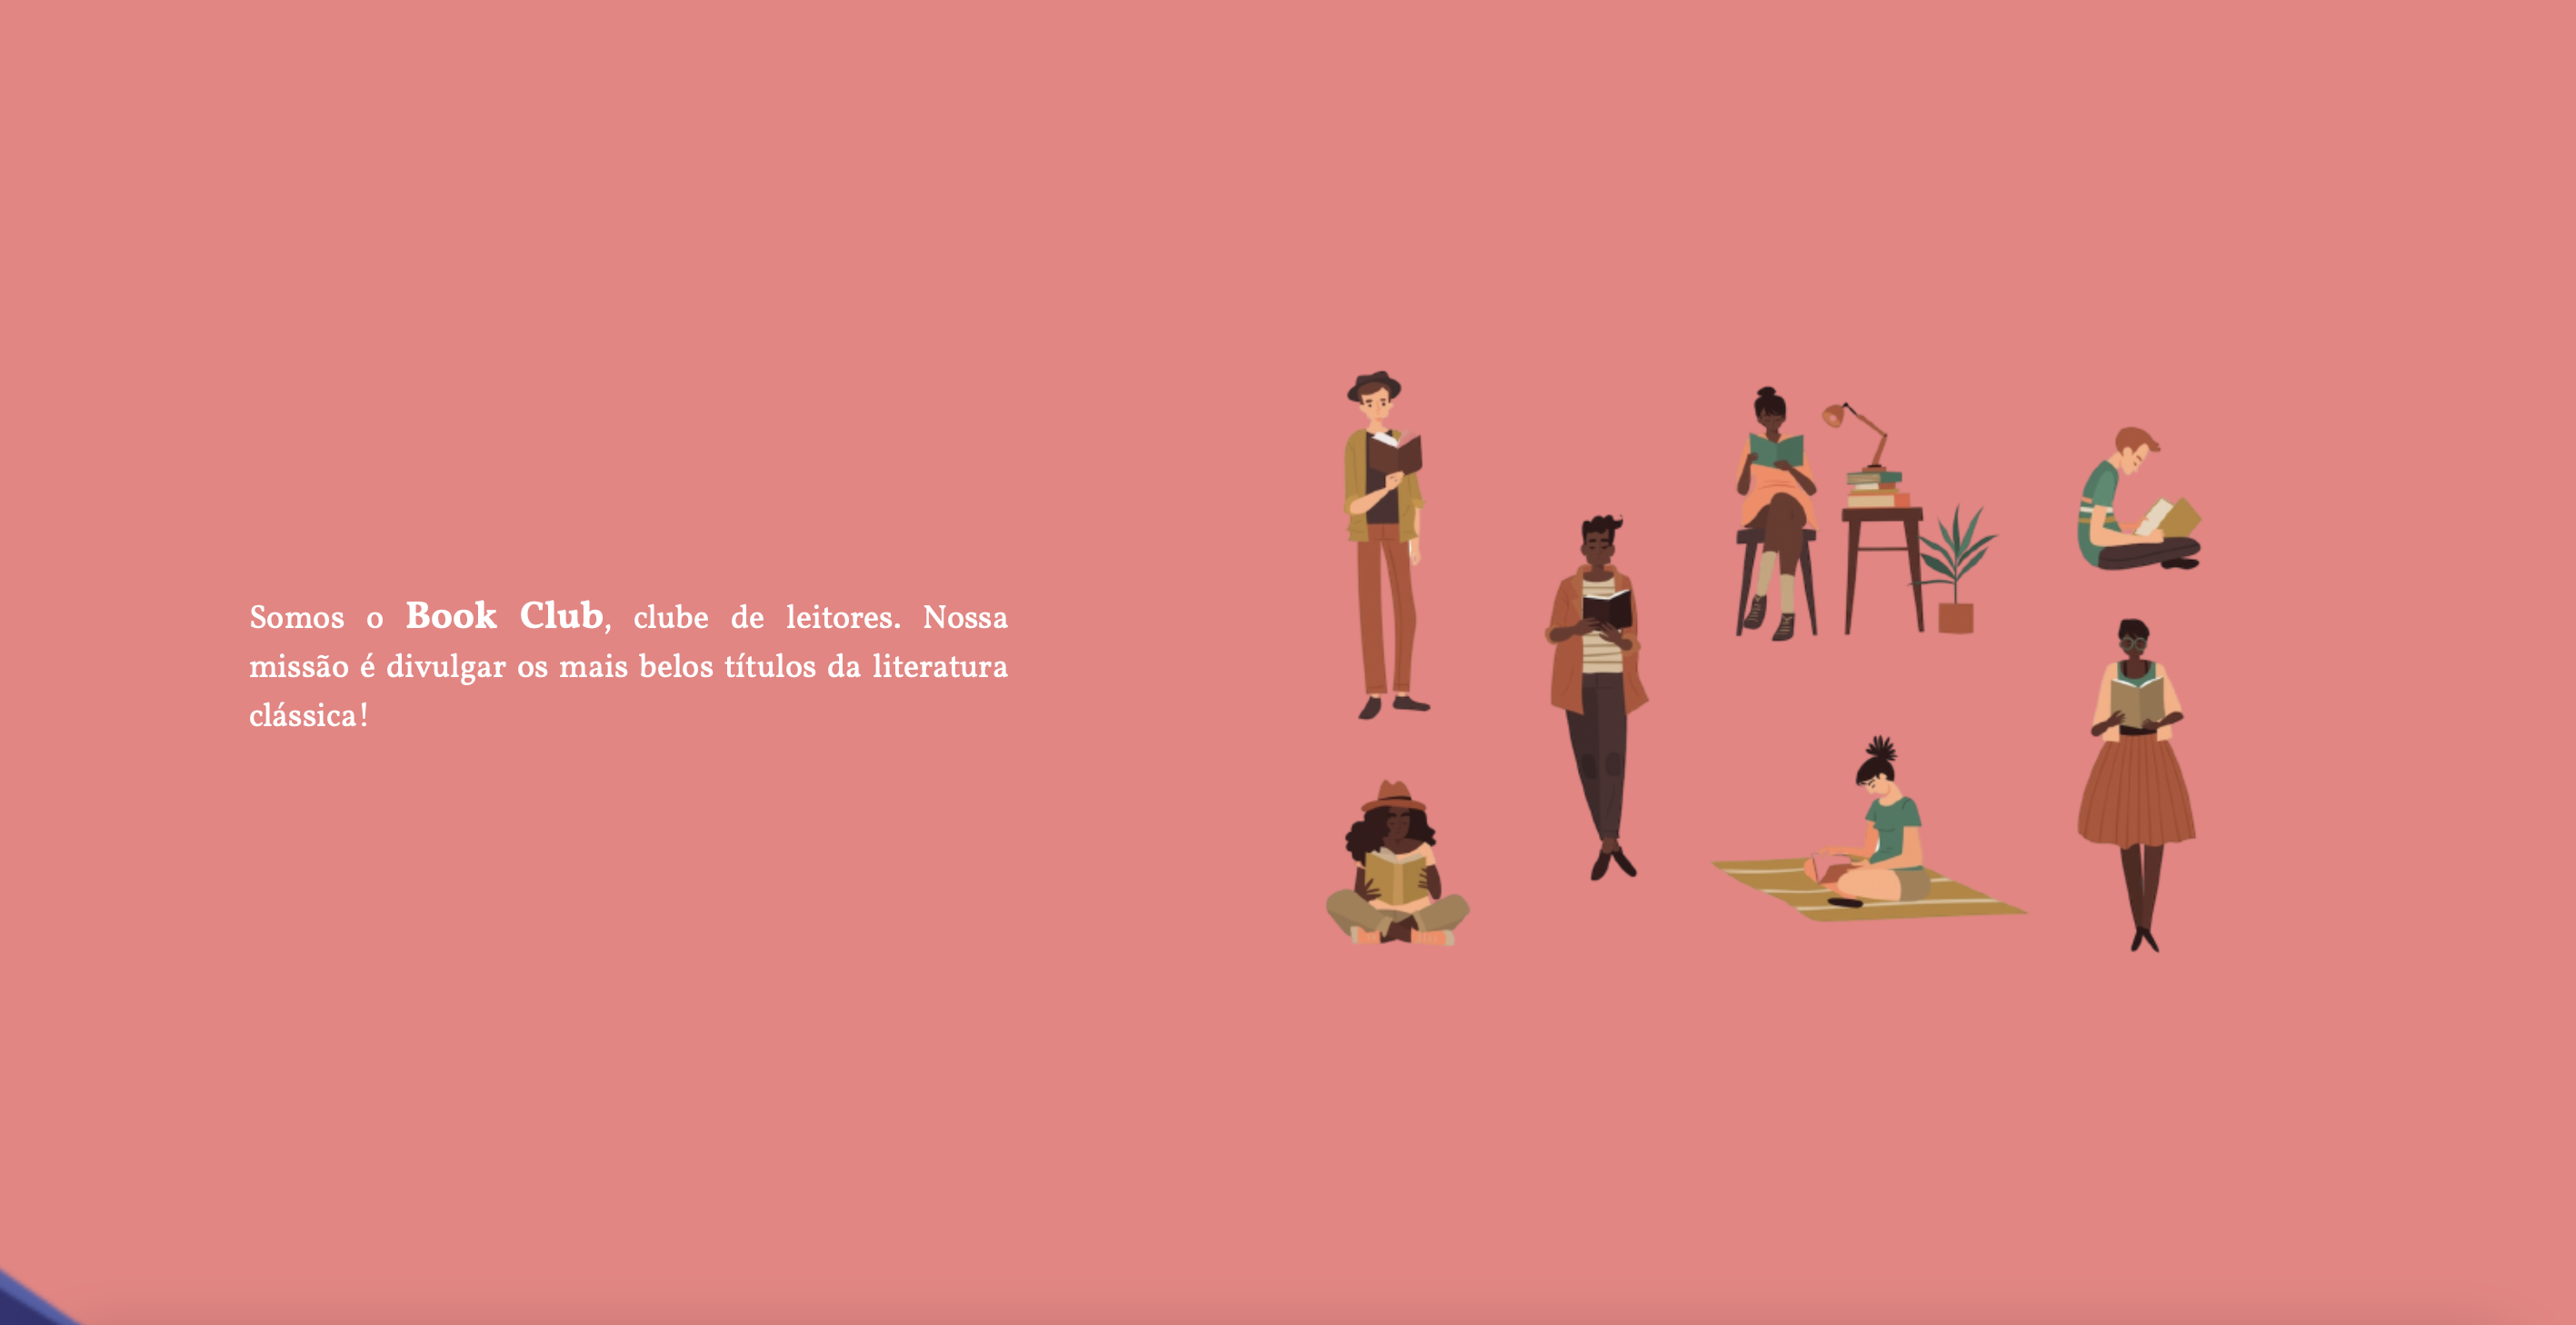 Somos o Book Club, clube de leitores. Nossa
missão é divulgar os mais belos títulos da literatura
clássica!